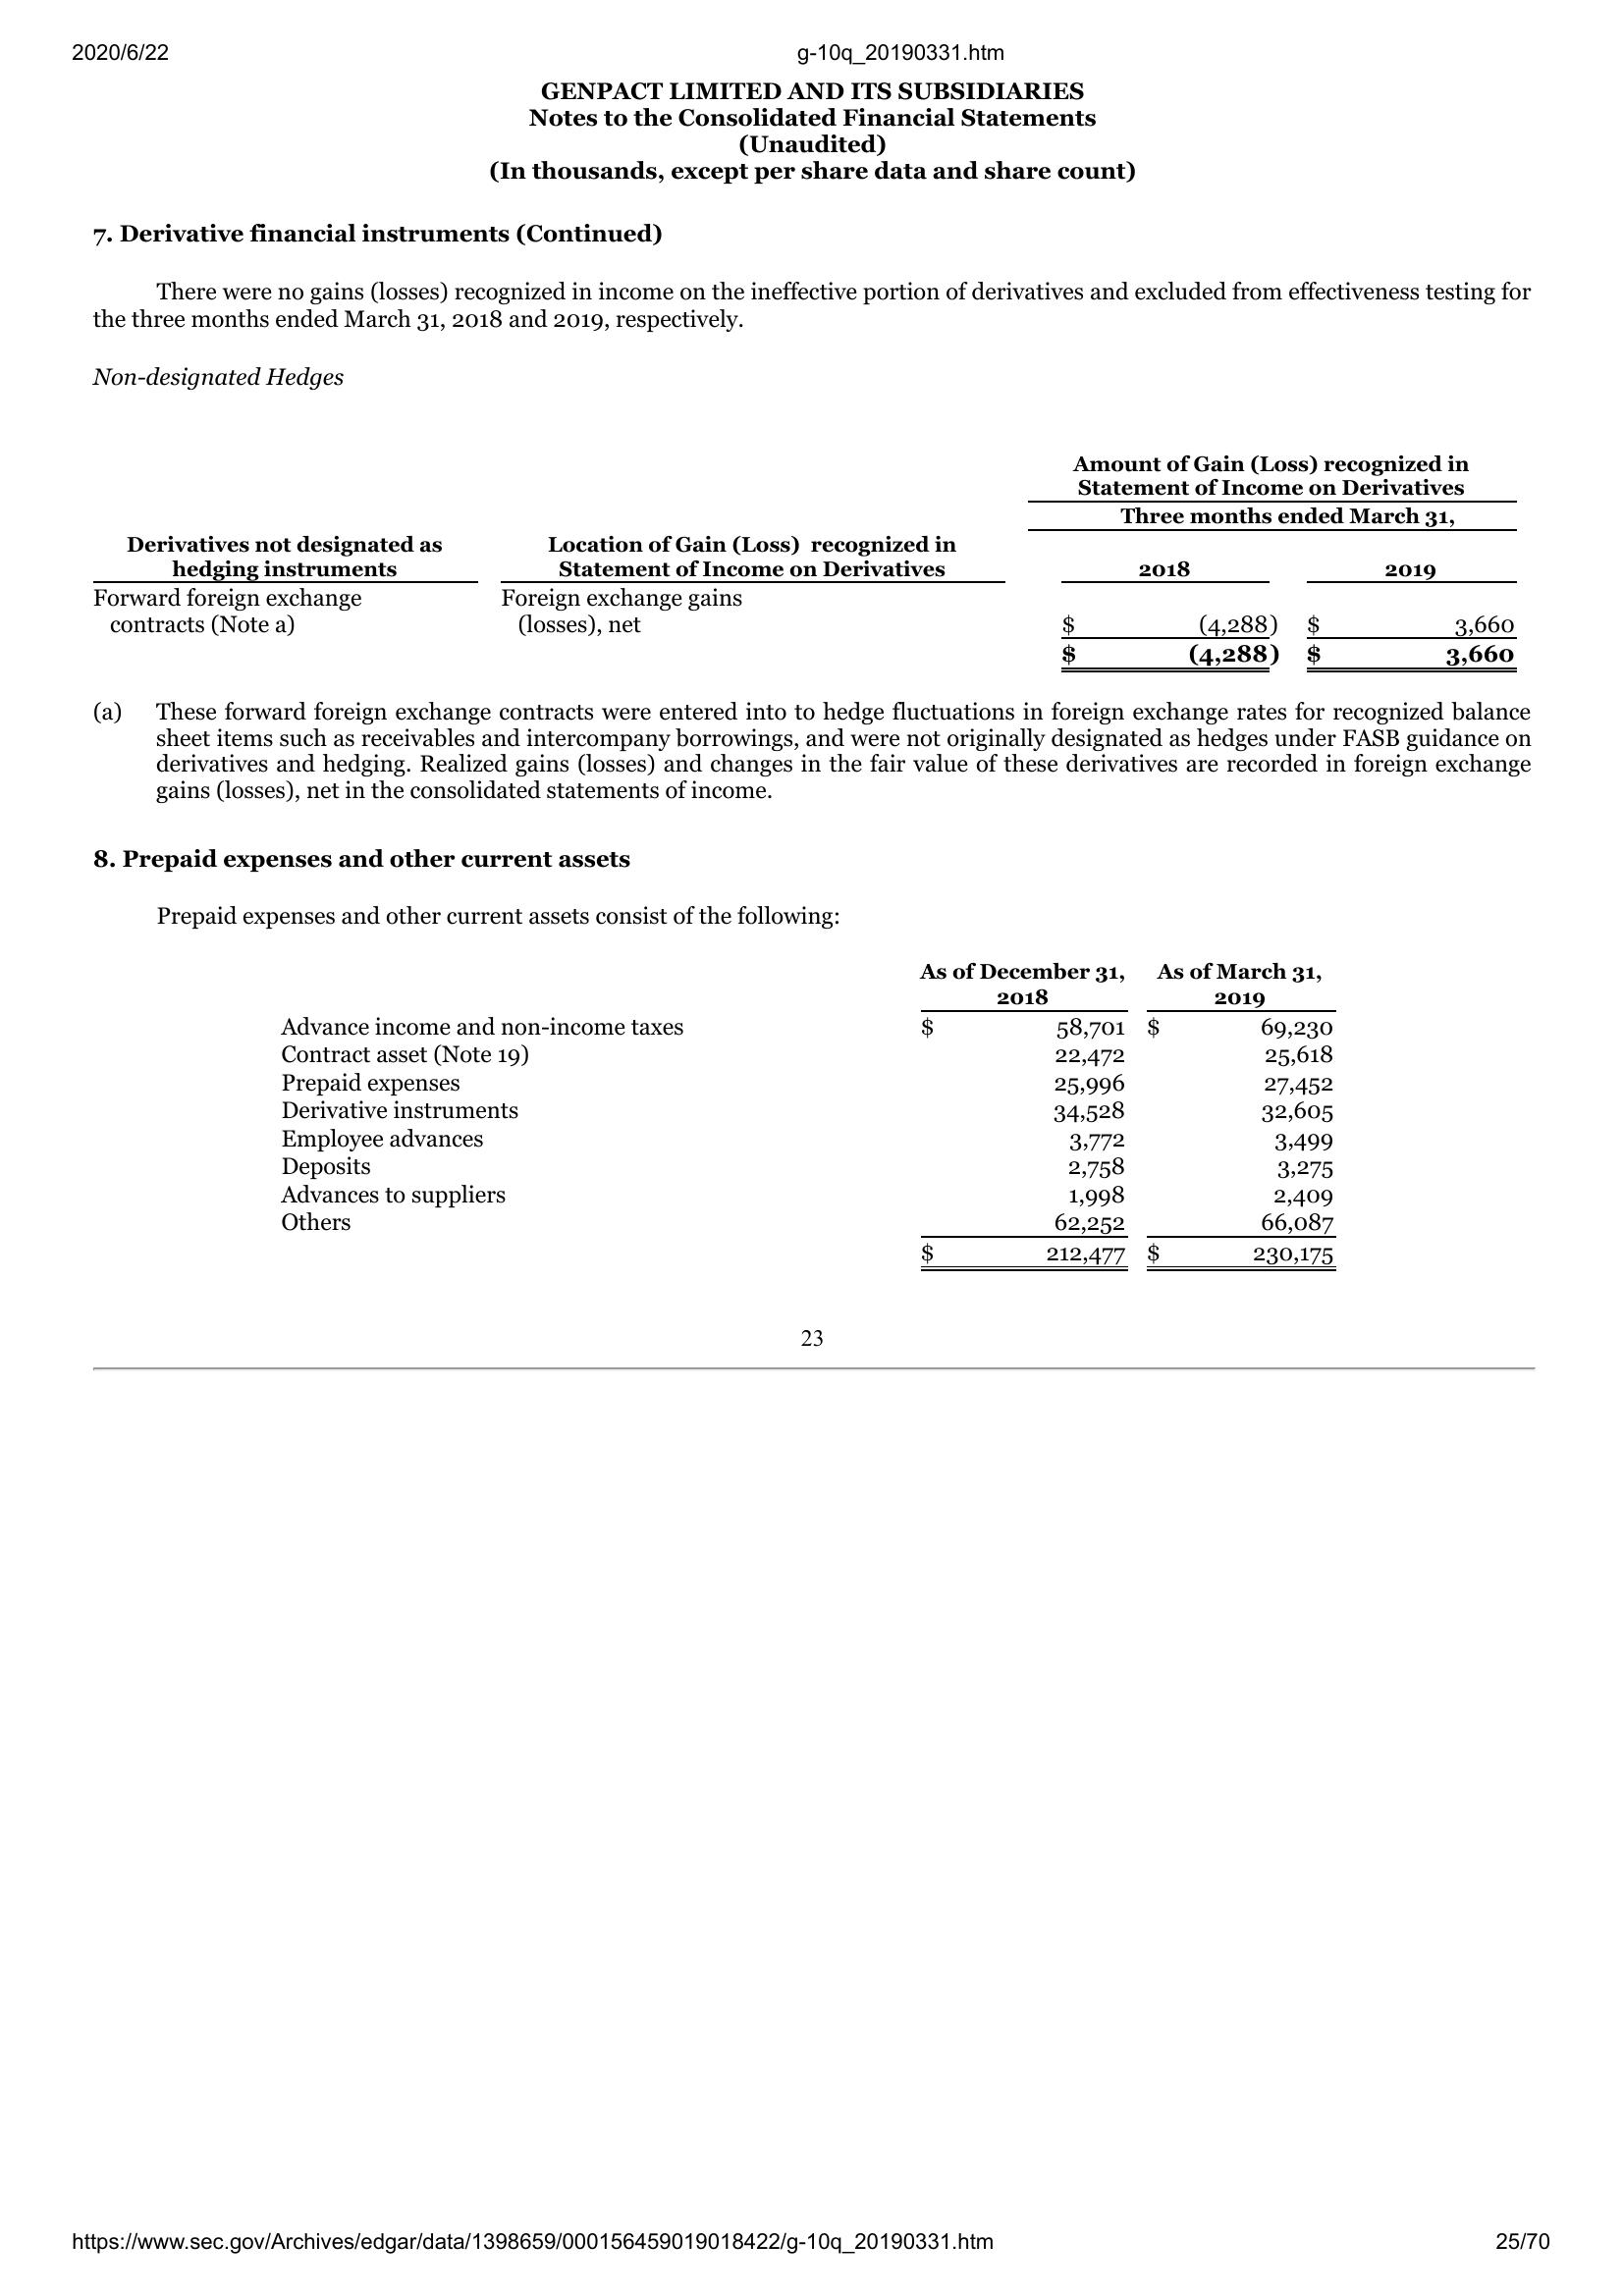 2020/6/22 g-10q_20190331.htm
GENPACT LIMITED AND ITS SUBSIDIARIES
Notes to the Consolidated Financial Statements
(Unaudited)
(In thousands, except per share data and share count)
7. Derivative financial instruments (Continued)
There were no gains (losses) recognized in income on the ineffective portion of derivatives and excluded from effectiveness testing for
the three months ended March 31, 2018 and 2019, respectively.
Non-designated Hedges
Amount of Gain (Loss) recognized in
Statement of Income on Derivatives
Three months ended March 31,
Derivatives not designated as Location of Gain (Loss) recognized in
hedging instruments Statement of Income on Derivatives 2018 2019
Forward foreign exchange Foreign exchange gains
contracts (Note a) (losses), net $ (4,288) $ 3,660
$ (4,288) $ 3,660
(a) These forward foreign exchange contracts were entered into to hedge fluctuations in foreign exchange rates for recognized balance
sheet items such as receivables and intercompany borrowings, and were not originally designated as hedges under FASB guidance on
derivatives and hedging. Realized gains (losses) and changes in the fair value of these derivatives are recorded in foreign exchange
gains (losses), net in the consolidated statements of income.
8. Prepaid expenses and other current assets
Prepaid expenses and other current assets consist of the following:
As of December 31, As of March 31,
2018 2019
Advance income and non-income taxes $ 58,701 $ 69,230
Contract asset (Note 19) 22,472 25,618
Prepaid expenses 25,996 27,452
Derivative instruments 34,528 32,605
Employee advances 3,772 3,499
Deposits 2,758 3,275
Advances to suppliers 1,998 2,409
Others 62,252 66,087
$ 212,477 $ 230,175
23
https://www.sec.gov/Archives/edgar/data/1398659/000156459019018422/g-10q_20190331.htm 25/70